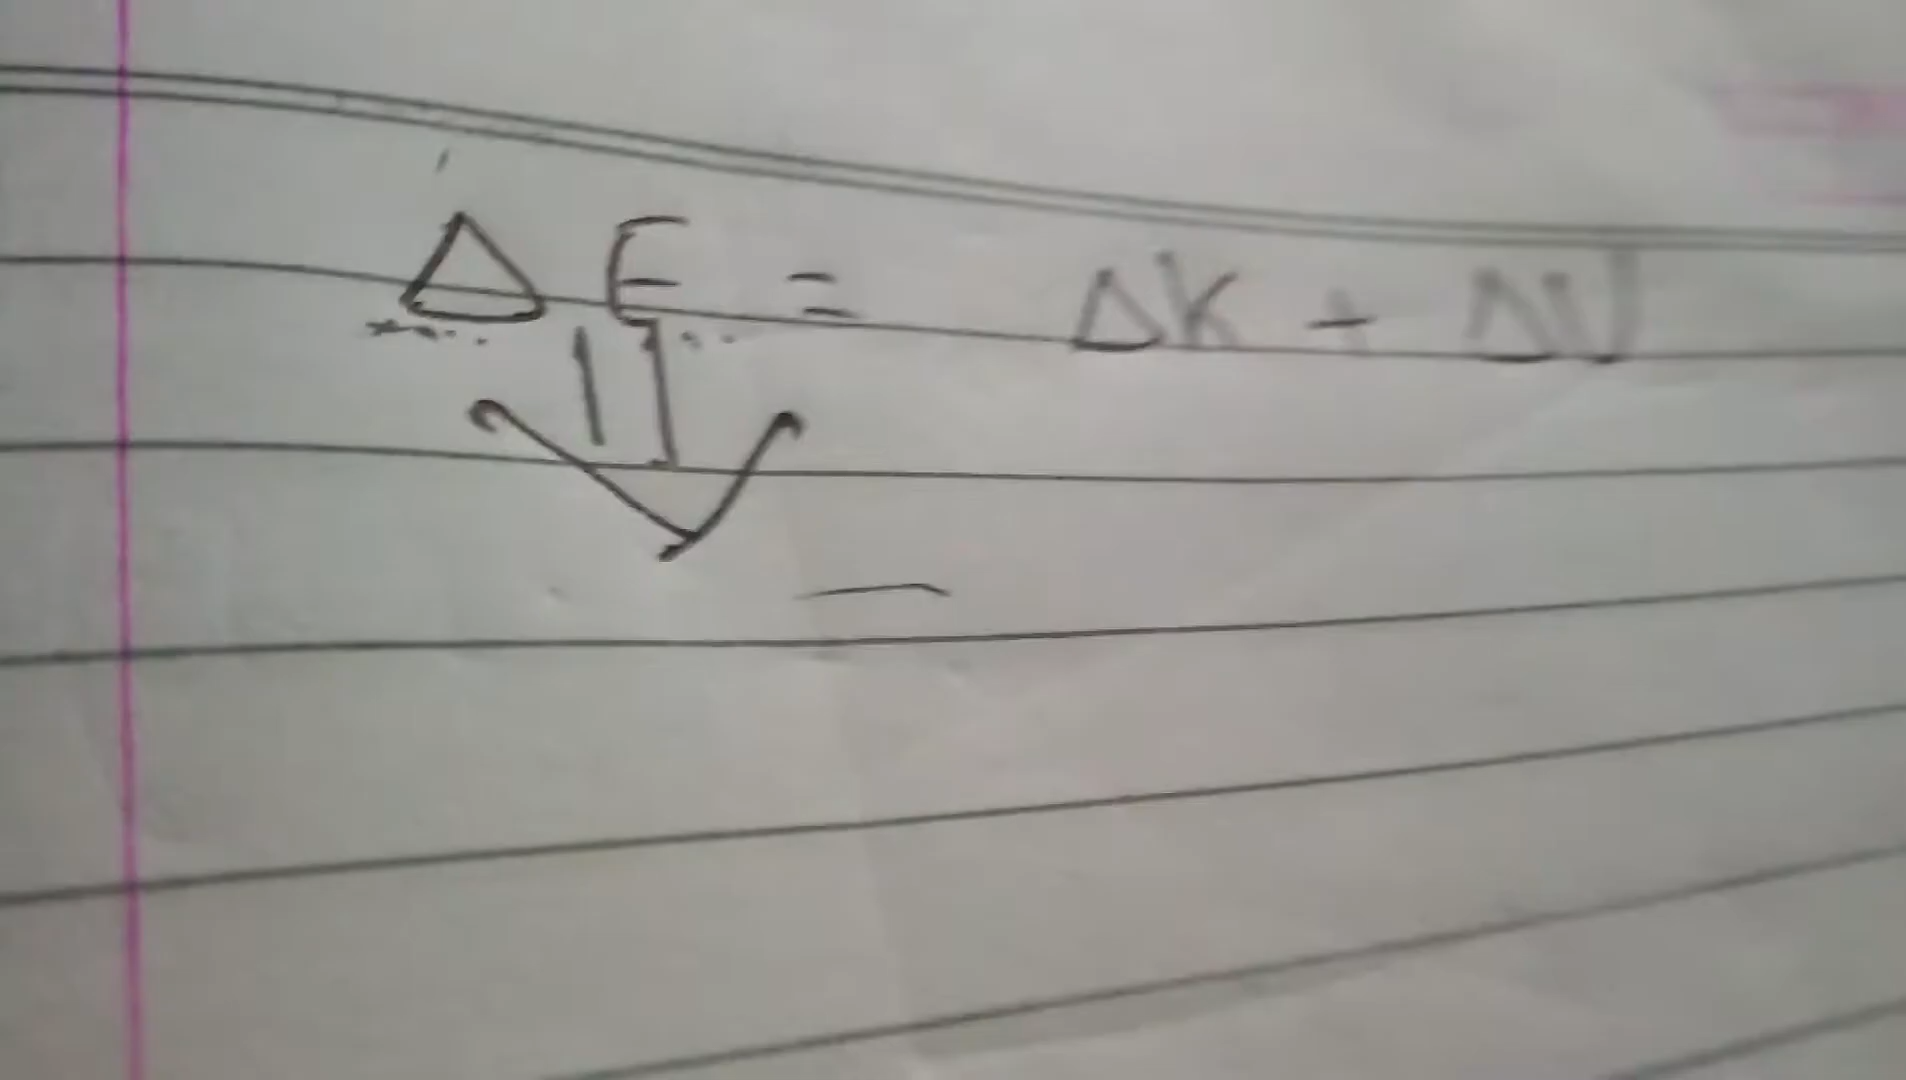 ΔE = ΔK + ΔU